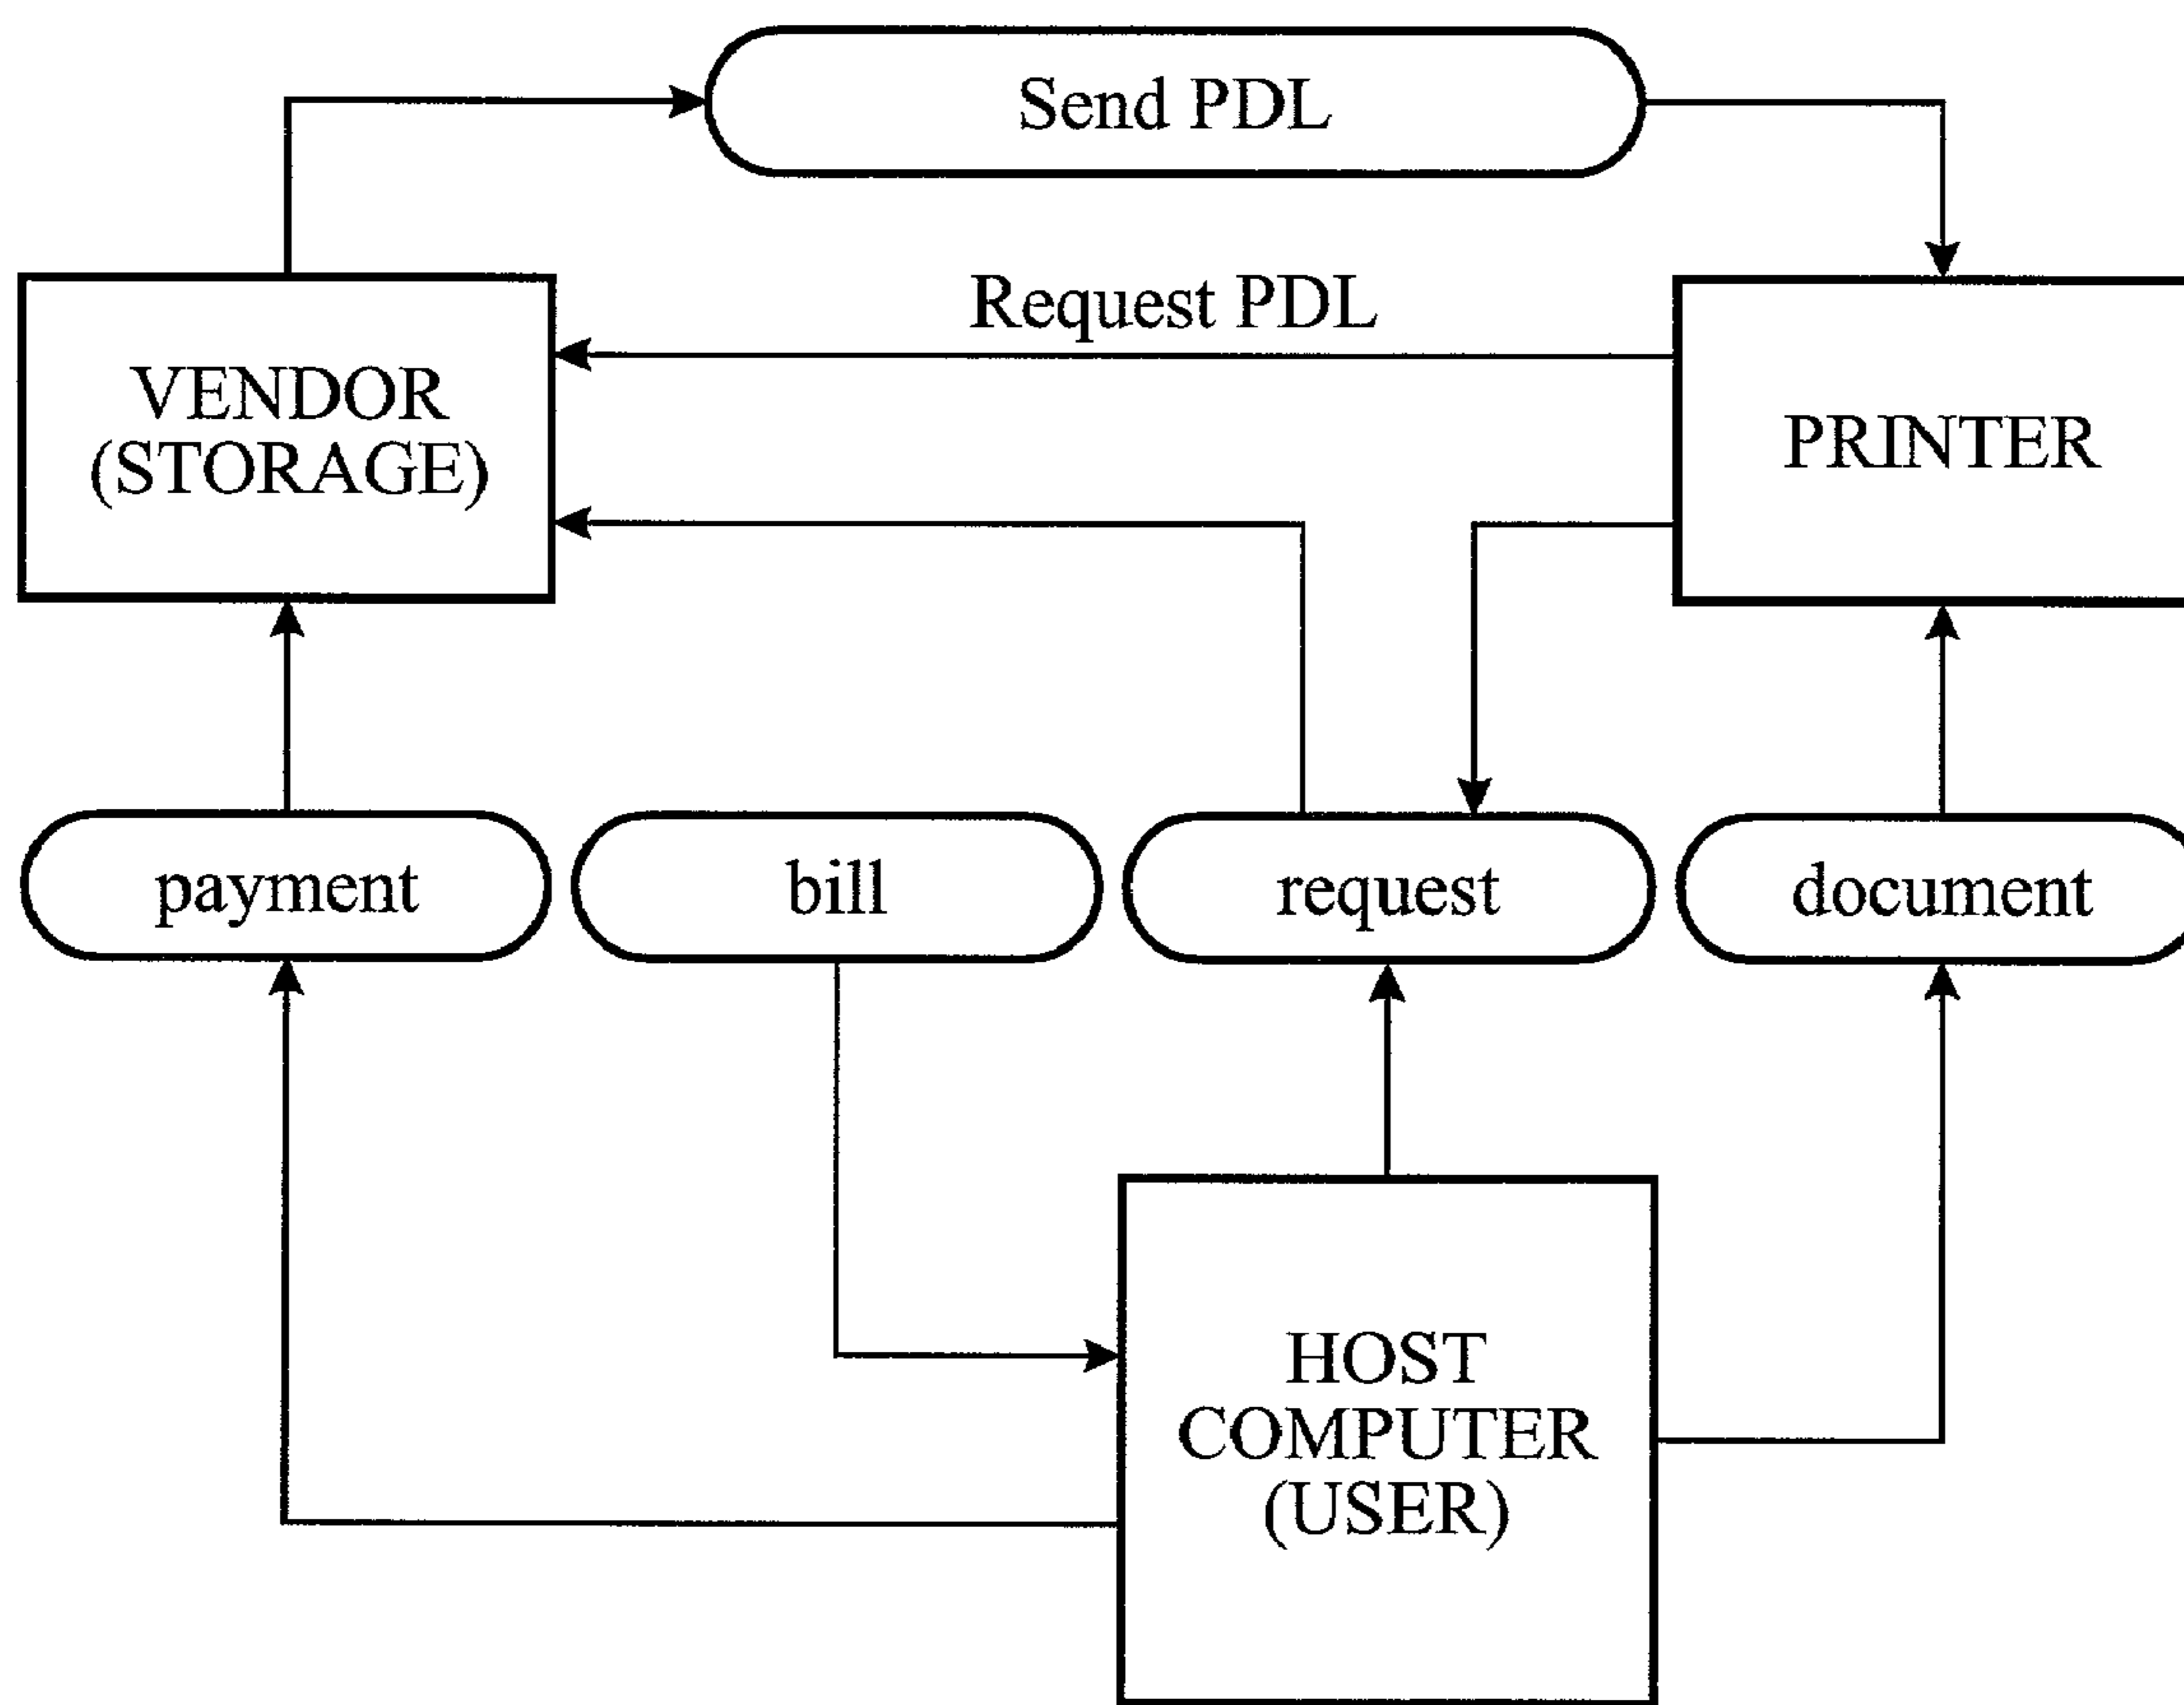 Send PDL
Request PDL
VENDOR
(STORAGE)
PRINTER
payment
bill
request
document
HOST
COMPUTER
(USER)